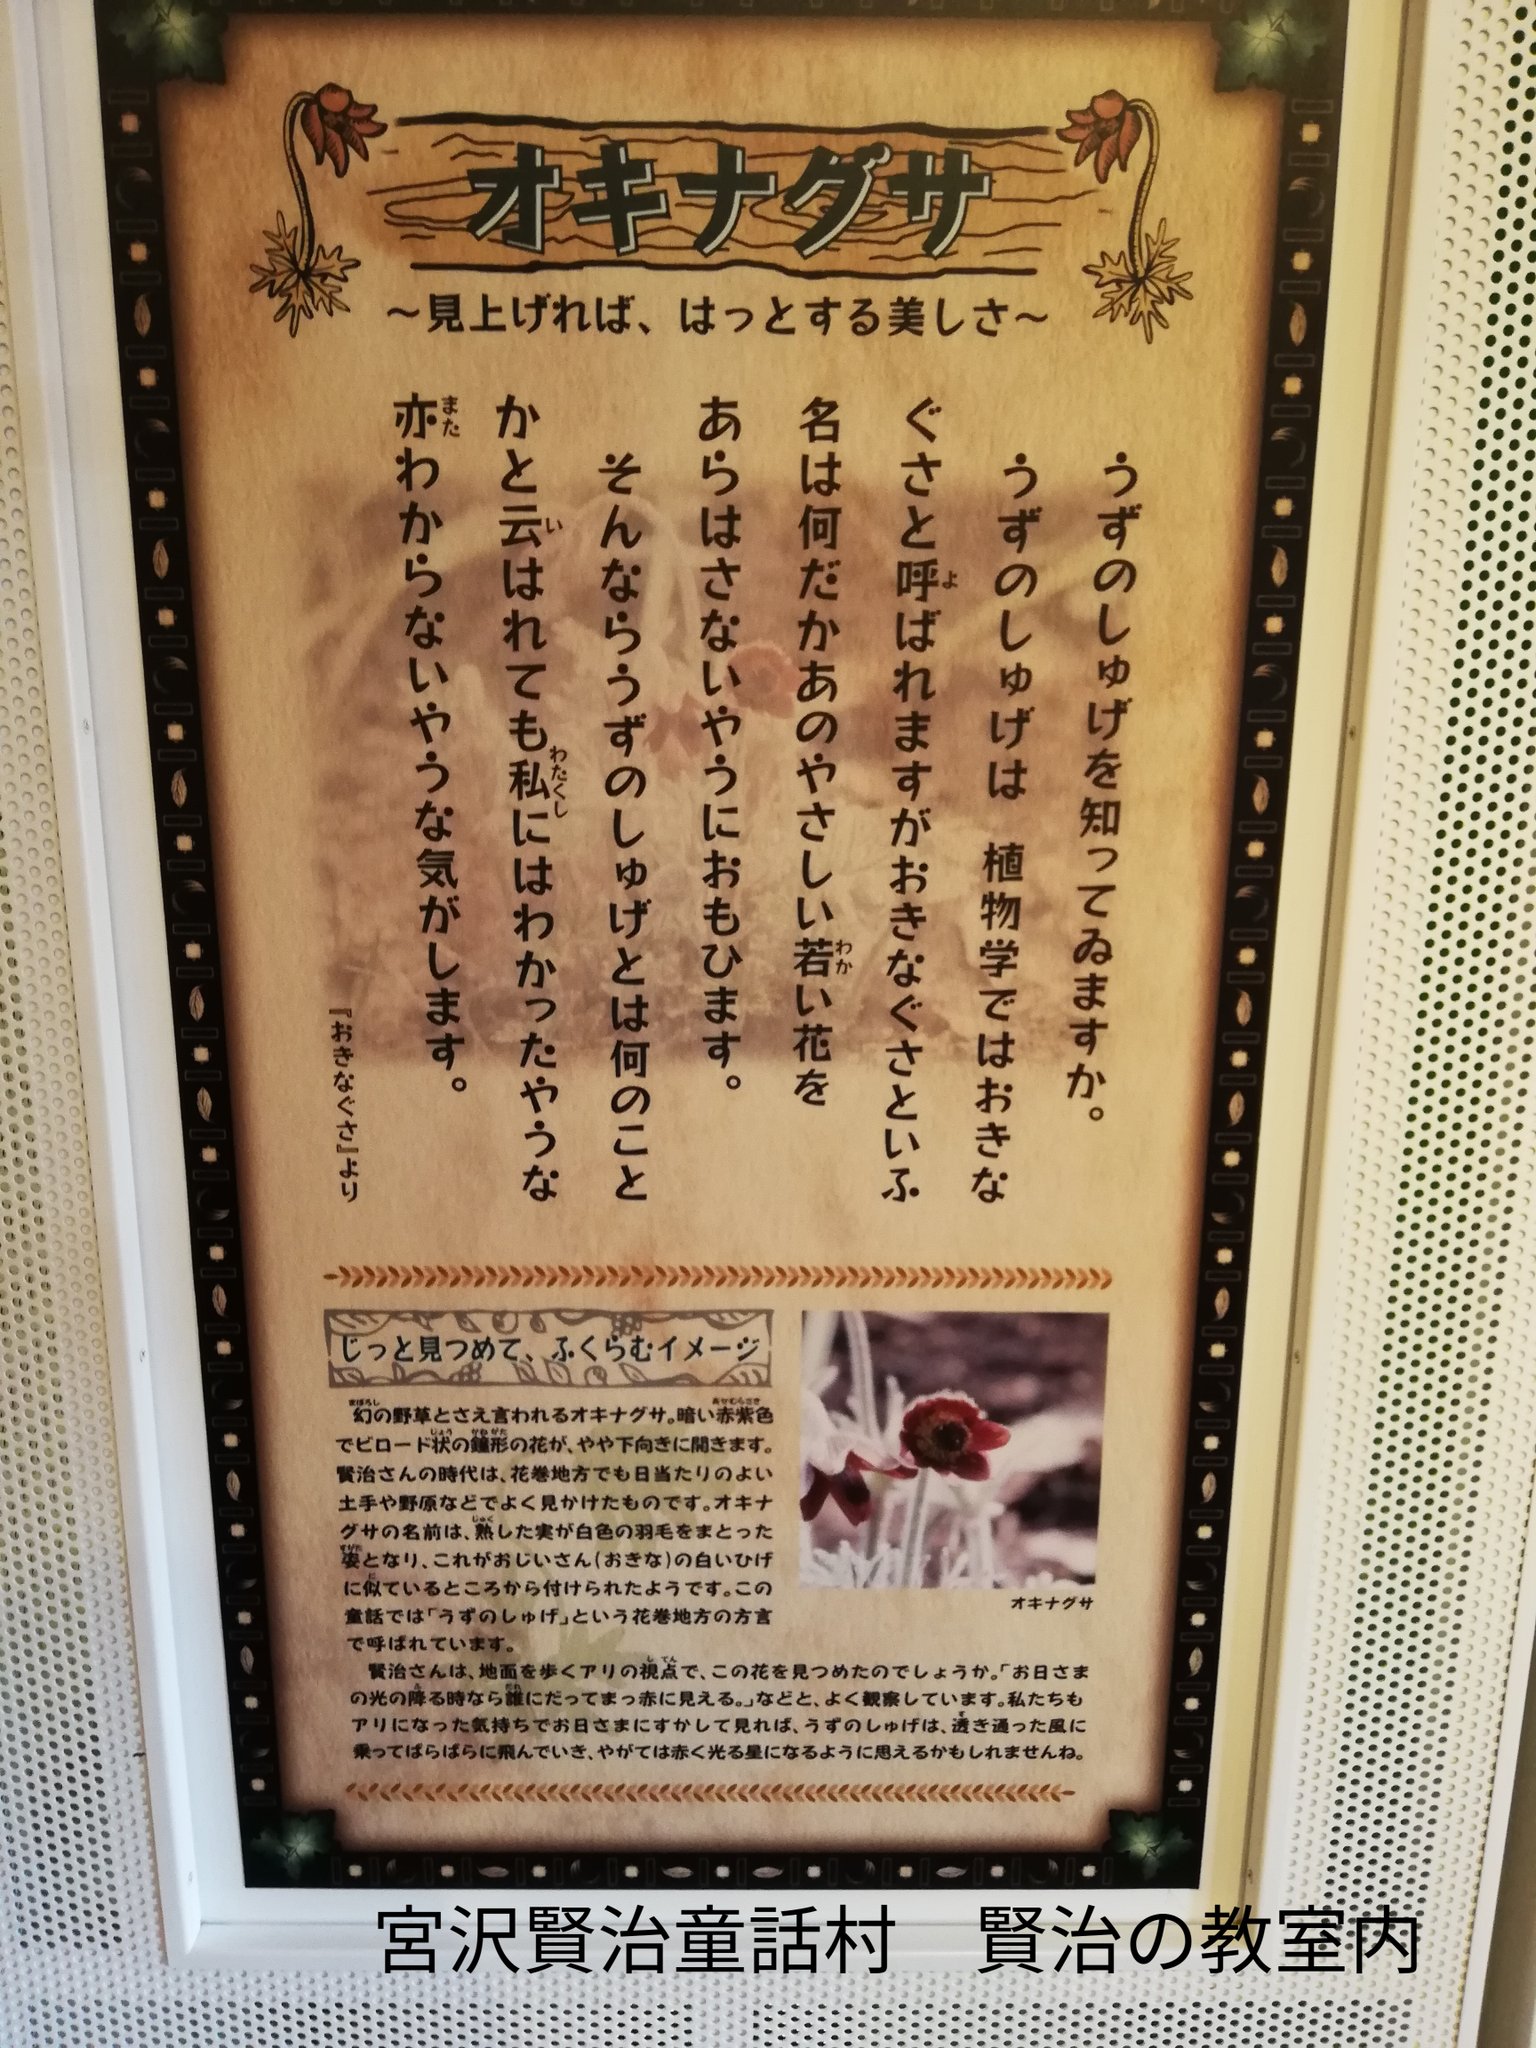 オキナグサ
～見上げれば、はっとする美しさ～
うずのしゅげを知ってゐますか。
うずのしゅげは　植物学ではおきな
ぐさと呼ばれますがおきなぐさといふ
名は何だかあのやさしい若い花を
あらはさないやうにおもひます。
そんならうずのしゅげとは何のこと
かと云はれても私にはわかったやうな
亦わからないやうな気がします。
『おきなぐさ』より
じっと見つめて、ふくらむイメージ
幻の野草とさえ言われるオキナグサ。暗い赤紫色
でビロード状の鐘形の花が、やや下向きに開きます。
賢治さんの時代は、花巻地方でも日当たりのよい
土手や野原などでよく見かけたものです。オキナ
グサの名前は、熟した実が白色の羽毛をまとった
姿となり、これがおじいさん(おきな)の白いひげ
に似ているところから付けられたようです。この
童話では「うずのしゅげ」という花巻地方の方言
で呼ばれています。
賢治さんは、地面を歩くアリの視点で、この花を見つめたのでしょうか。「お日さま
の光の降る時なら誰にだってまっ赤に見える。」などと、よく観察しています。私たちも
アリになった気持ちでお日さまにすかして見れば、うずのしゅげは、透き通った風に
乗ってばらばらに飛んでいき、やがては赤く光る星になるように思えるかもしれませんね。
オキナグサ
宮沢賢治童話村　賢治の教室内